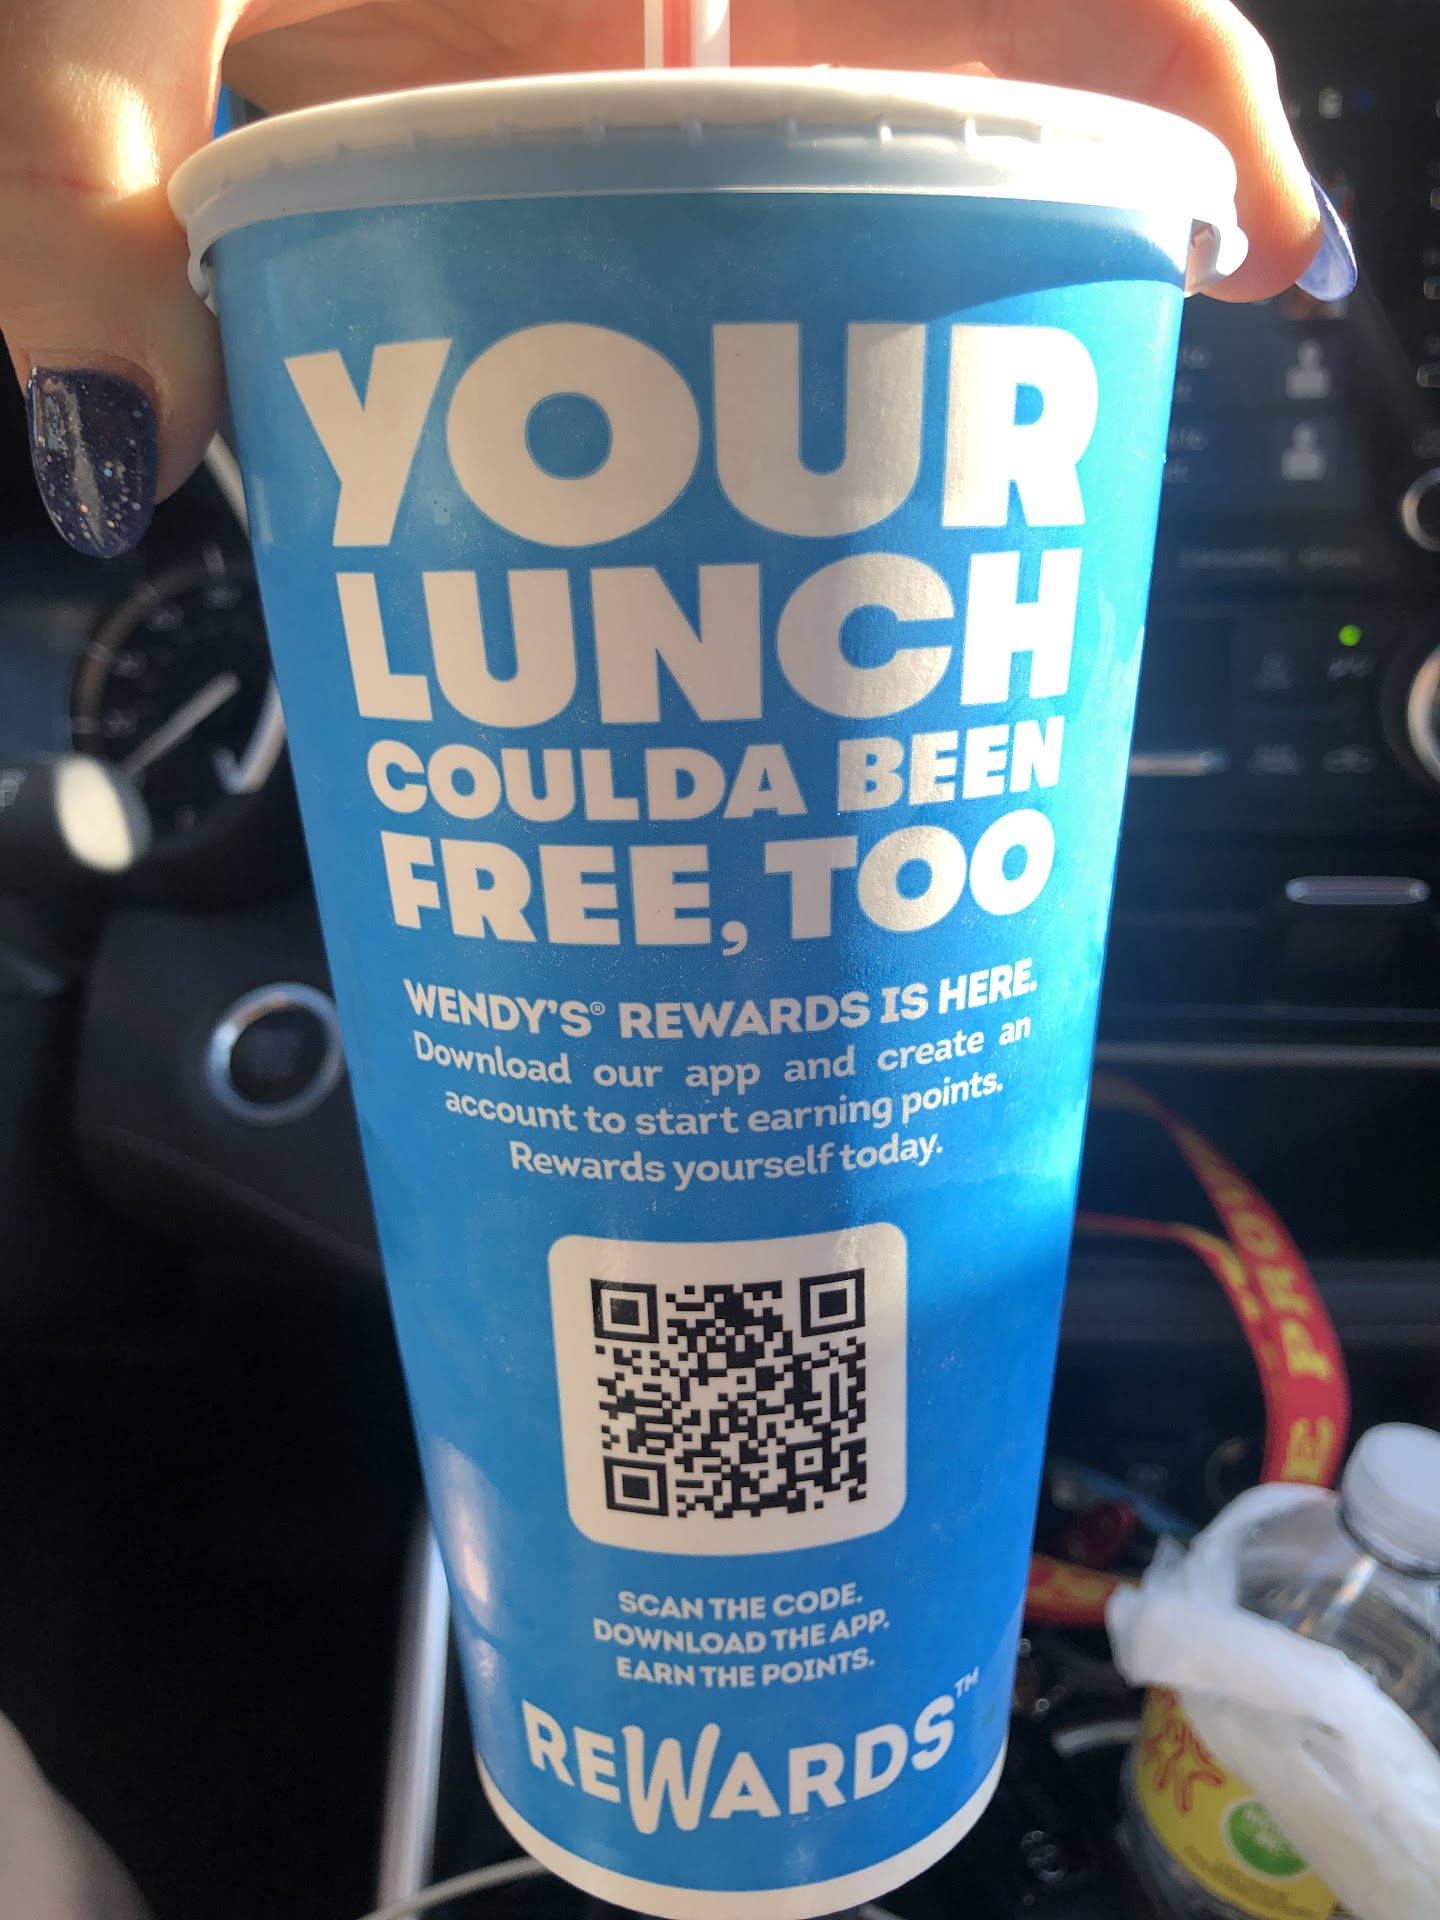 YOUR
LUNCH
COULDA BEEN
FREE, TOO
WENDY'S® REWARDS IS HERE.
Download our app and create an
account to start earning points.
Rewards yourself today.
SCAN THE CODE.
DOWNLOAD THE APP.
EARN THE POINTS.
REWARDS™